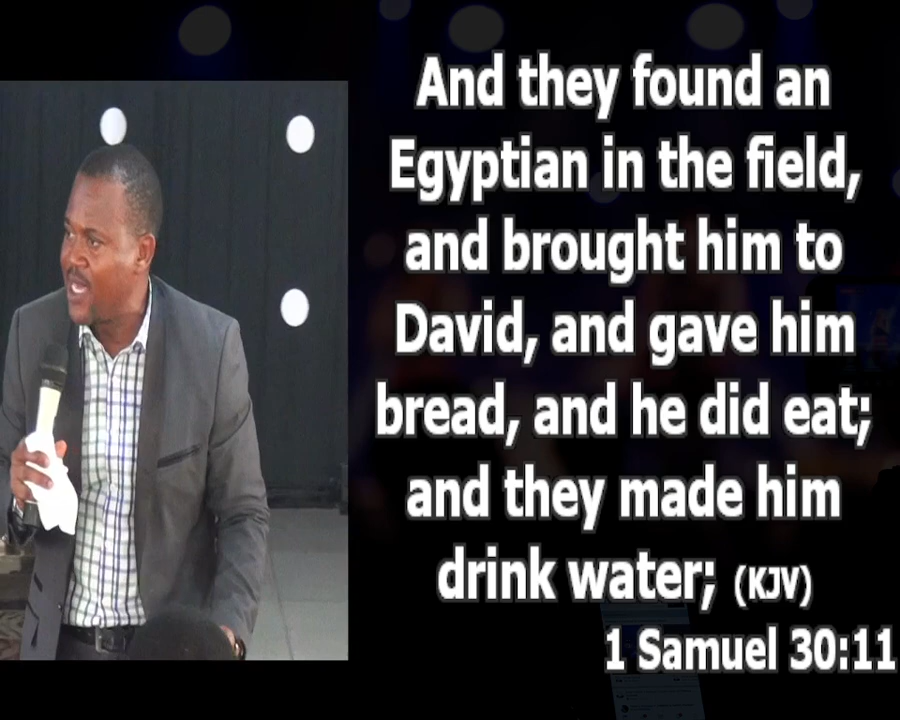 And they found an
Egyptian in the field,
and brought him to
David, and gave him
bread, and he did eat;
and they made him
drink water; (KJV)
1 Samuel 30:11